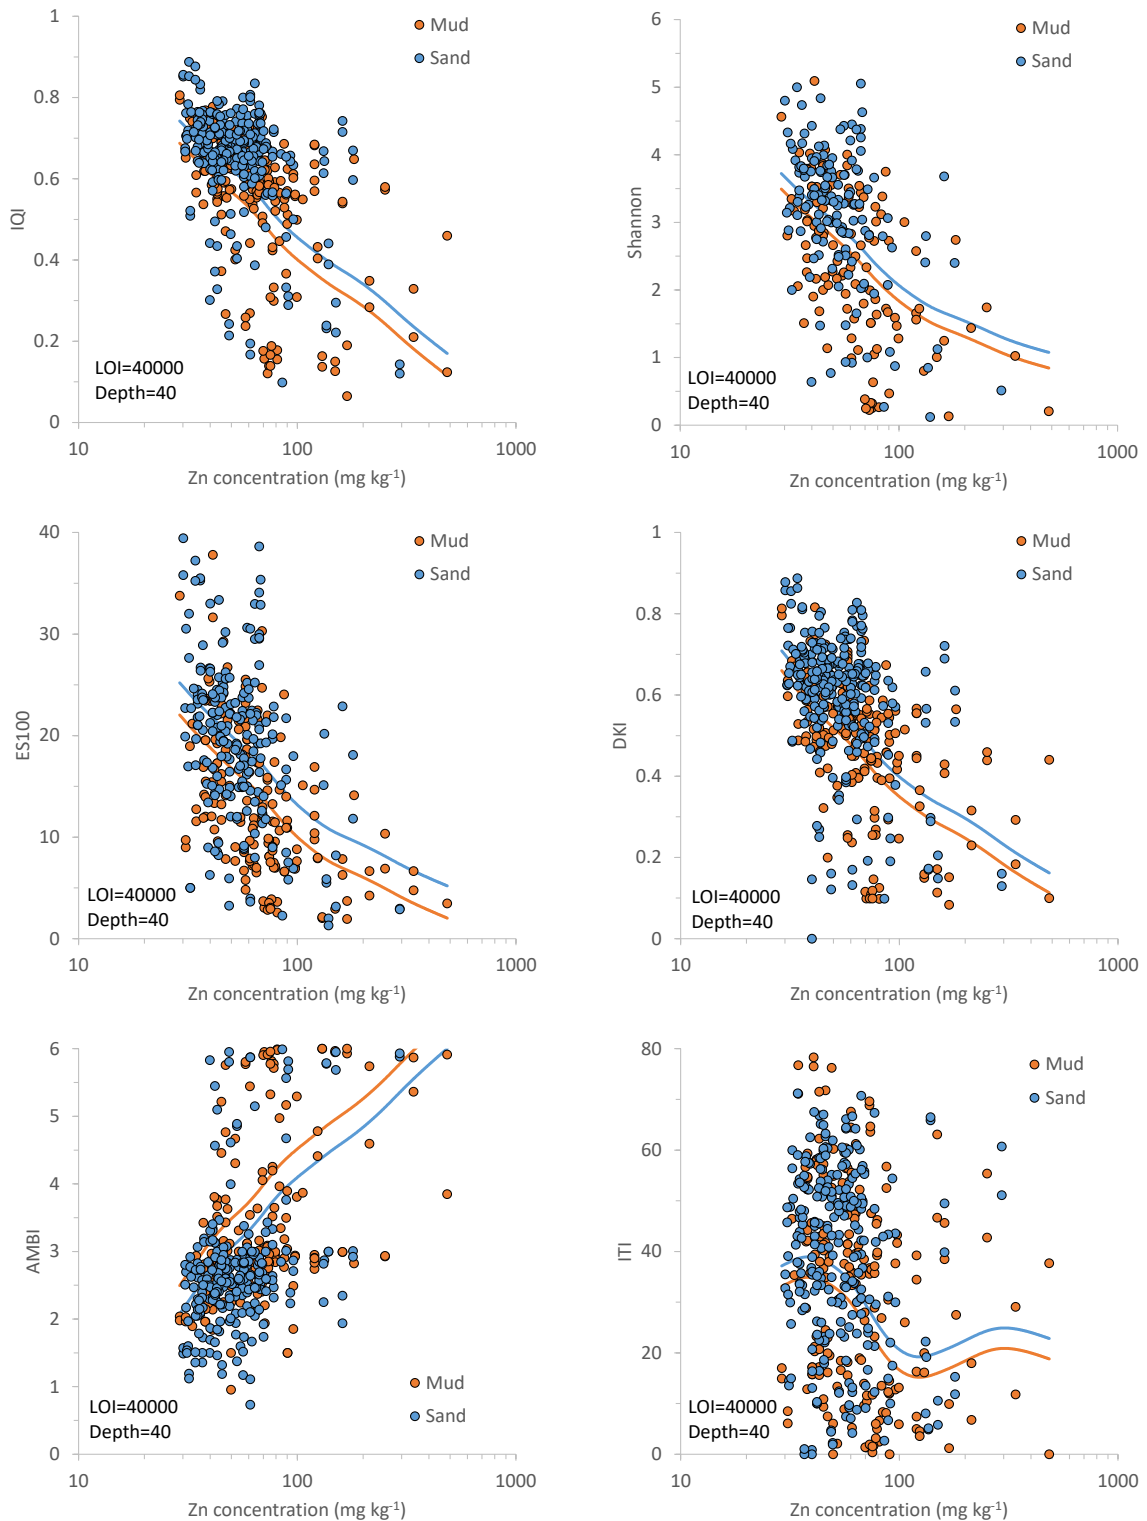 1
0.8
0.6
0.4
0.2
0
IQI
Mud
Sand
LOI=40000
Depth=40
10 100 1000
Zn concentration (mg kg-1)
6
5
4
3
2
1
0
Shannon
Mud
Sand
LOI=40000
Depth=40
10 100 1000
Zn concentration (mg kg-1)
40
30
20
10
0
ES100
Mud
Sand
LOI=40000
Depth=40
10 100 1000
Zn concentration (mg kg-1)
1
0.8
0.6
0.4
0.2
0
DKI
Mud
Sand
LOI=40000
Depth=40
10 100 1000
Zn concentration (mg kg-1)
6
5
4
3
2
1
0
AMBI
Mud
Sand
LOI=40000
Depth=40
10 100 1000
Zn concentration (mg kg-1)
80
60
40
20
0
ITI
Mud
Sand
LOI=40000
Depth=40
10 100 1000
Zn concentration (mg kg-1)